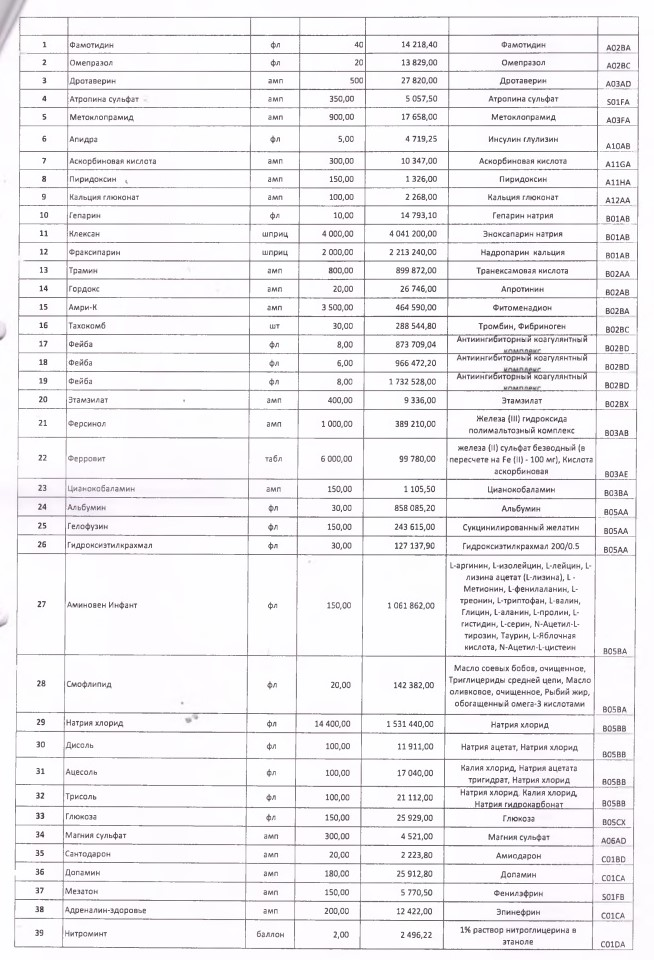 1 Фамотидин фл 40 14 218,40 Фамотидин A02BA
2 Омепразол фл 20 13 829,00 Омепразол A02BC
3 Дротаверин амп 500 27 820,00 Дротаверин A03AD
4 Атропина сульфат амп 350,00 5 057,50 Атропина сульфат S01FA
5 Метоклопрамид амп 900,00 17 658,00 Метоклопрамид A03FA
6 Апидра фл 5,00 4 719,25 Инсулин глулизин A10AB
7 Аскорбиновая кислота амп 300,00 10 347,00 Аскорбиновая кислота A11GA
8 Пиридоксин амп 150,00 1 326,00 Пиридоксин A11HA
9 Кальция глюконат амп 100,00 2 268,00 Кальция глюконат A12AA
10 Гепарин фл 10,00 14 793,10 Гепарин натрия B01AB
11 Клексан шприц 4 000,00 4 041 200,00 Эноксапарин натрия B01AB
12 Фраксипарин шприц 2 000,00 2 213 240,00 Надропарин кальция B01AB
13 Трамин амп 800,00 899 872,00 Транексамовая кислота B02AA
14 Гордокс амп 20,00 26 746,00 Апротинин B02AB
15 Амри-К амп 3 500,00 464 590,00 Фитоменадион B02BA
16 Тахокомб шт 30,00 288 544,80 Тромбин, Фибриноген B02BC
17 Фейба фл 8,00 873 709,04 Антиингибиторный коагулянтный
комплекс B02BD
18 Фейба фл 6,00 966 472,20 Антиингибиторный коагулянтный
комплекс B02BD
19 Фейба фл 8,00 1 732 528,00 Антиингибиторный коагулянтный
комплекс B02BD
20 Этамзилат амп 400,00 9 336,00 Этамзилат B02BX
21 Ферсинол амп 1 000,00 389 210,00 Железа (III) гидроксида
полимальтозный комплекс B03AB
22 Ферровит табл 6 000,00 99 780,00 железа (II) сульфат безводный (в
пересчете на Fe (II) - 100 мг), Кислота
аскорбиновая B03AE
23 Цианокобаламин амп 150,00 1 105,50 Цианокобаламин B03BA
24 Альбумин фл 30,00 858 085,20 Альбумин B05AA
25 Гелофузин фл 150,00 243 615,00 Сукцинилированный желатин B05AA
26 Гидроксиэтилкрахмал фл 30,00 127 137,90 Гидроксиэтилкрахмал 200/0.5 B05AA
27 Аминовен Инфант фл 150,00 1 061 862,00 L-аргинин, L-изолейцин, L-лейцин, L-
лизина ацетат (L-лизина), L -
Метионин, L-фенилаланин, L-
треонин, L-триптофан, L-валин,
Глицин, L-аланин, L-пролин, L-
гистидин, L-серин, N-Ацетил-L-
тирозин, Таурин, L-Яблочная
кислота, N-Ацетил-L-цистеин B05BA
28 Смофлипид фл 20,00 142 382,00 Масло соевых бобов, очищенное,
Триглицериды средней цепи, Масло
оливковое, очищенное, Рыбий жир,
обогащенный омега-3 кислотами B05BA
29 Натрия хлорид фл 14 400,00 1 531 440,00 Натрия хлорид B05BB
30 Дисоль фл 100,00 11 911,00 Натрия ацетат, Натрия хлорид B05BB
31 Ацесоль фл 100,00 17 040,00 Калия хлорид, Натрия ацетата
тригидрат, Натрия хлорид B05BB
32 Трисоль фл 100,00 21 112,00 Натрия хлорид, Калия хлорид,
Натрия гидрокарбонат B05BB
33 Глюкоза фл 150,00 25 929,00 Глюкоза B05CX
34 Магния сульфат амп 300,00 4 521,00 Магния сульфат A06AD
35 Сантодарон амп 20,00 2 223,80 Амиодарон C01BD
36 Допамин амп 180,00 25 912,80 Допамин C01CA
37 Мезатон амп 150,00 5 770,50 Фенилэфрин S01FB
38 Адреналин-здоровье амп 200,00 12 422,00 Эпинефрин C01CA
39 Нитроминт баллон 2,00 2 496,22 1% раствор нитроглицерина в
этаноле C01DA